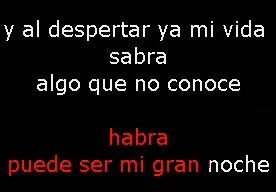 y al despertar ya mi vida
sabra
algo que no conoce
habra
puede ser mi gran noche